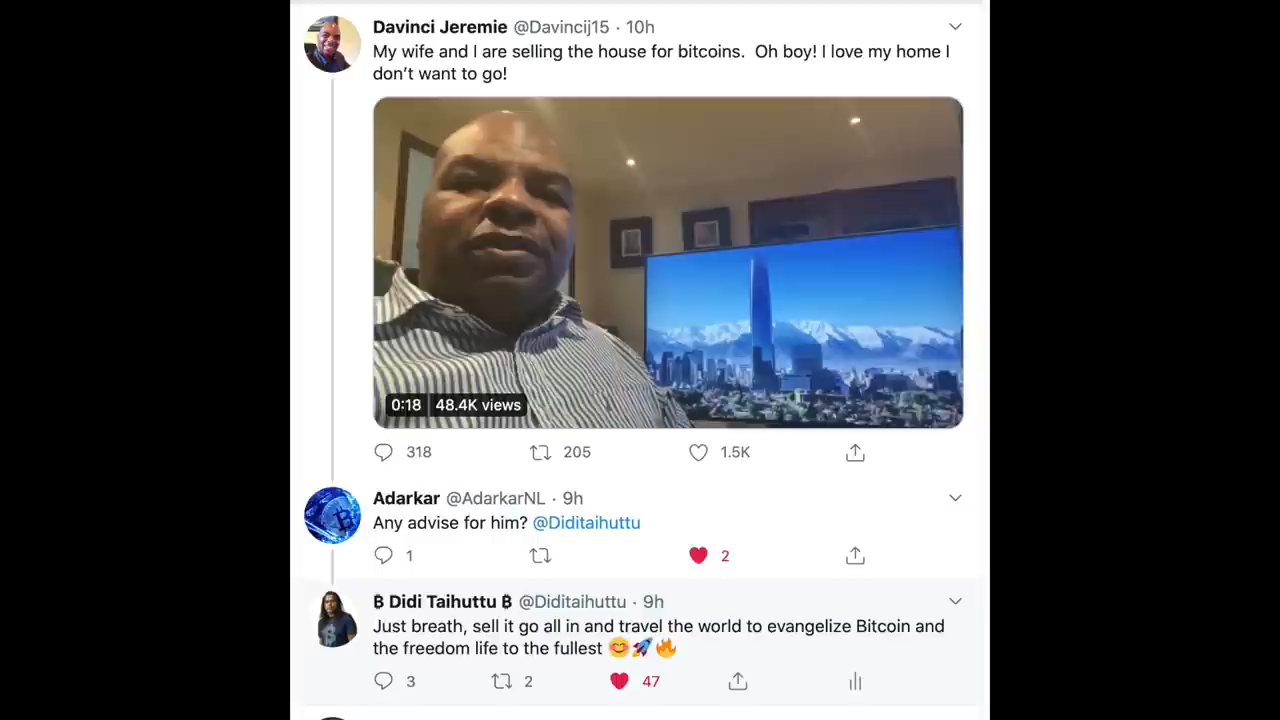 Davinci Jeremie @Davincij15 · 10h
My wife and I are selling the house for bitcoins. Oh boy! I love my home I
don’t want to go!
0:18 48.4K views
318 205 1.5K
Adarkar @AdarkarNL · 9h
Any advise for him? @Diditaihuttu
1 2
₿ Didi Taihuttu ₿ @Diditaihuttu · 9h
Just breath, sell it go all in and travel the world to evangelize Bitcoin and
the freedom life to the fullest 😊🚀🔥
3 2 47